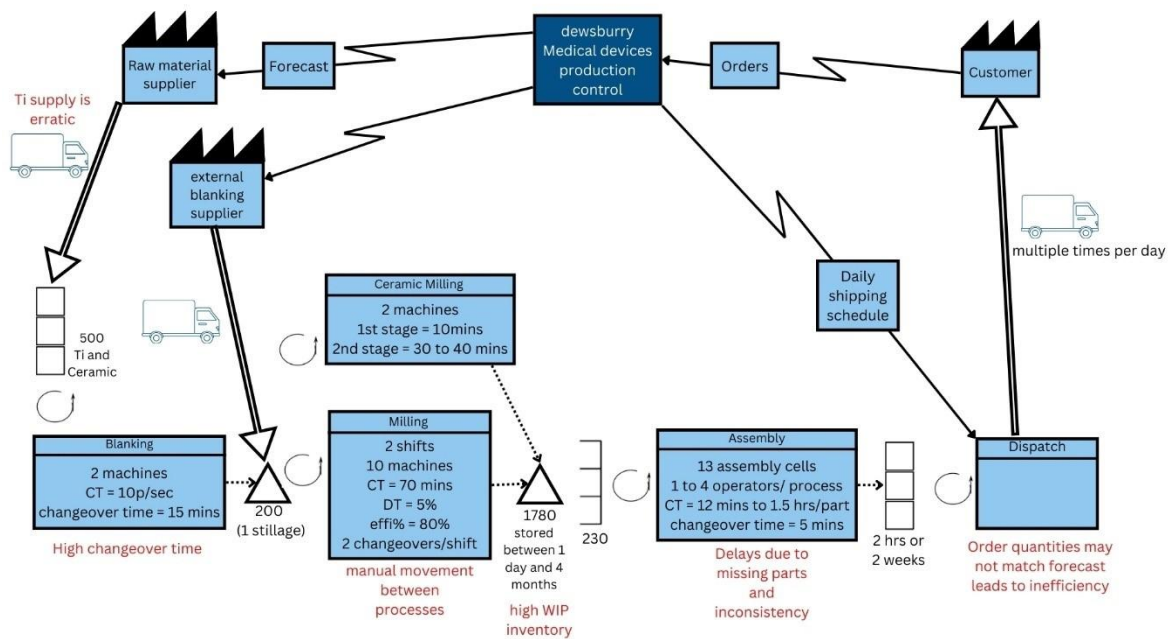 Raw material
supplier
Forecast
dewsburry
Medical devices
production
control
Orders
Customer
Ti supply is
erratic
external
blanking
supplier
multiple times per day
Daily
shipping
schedule
500
Ti and
Ceramic
Ceramic Milling
2 machines
1st stage = 10mins
2nd stage = 30 to 40 mins
Blanking
2 machines
CT = 10p/sec
changeover time = 15 mins
High changeover time
200
(1 stillage)
Milling
2 shifts
10 machines
CT = 70 mins
DT = 5%
effi% = 80%
2 changeovers/shift
manual movement
between
processes
1780
stored
between 1
day and 4
months
high WIP
inventory
230
Assembly
13 assembly cells
1 to 4 operators/ process
CT = 12 mins to 1.5 hrs/part
changeover time = 5 mins
Delays due to
missing parts
and
inconsistency
2 hrs or
2 weeks
Dispatch
Order quantities may
not match forecast
leads to inefficiency